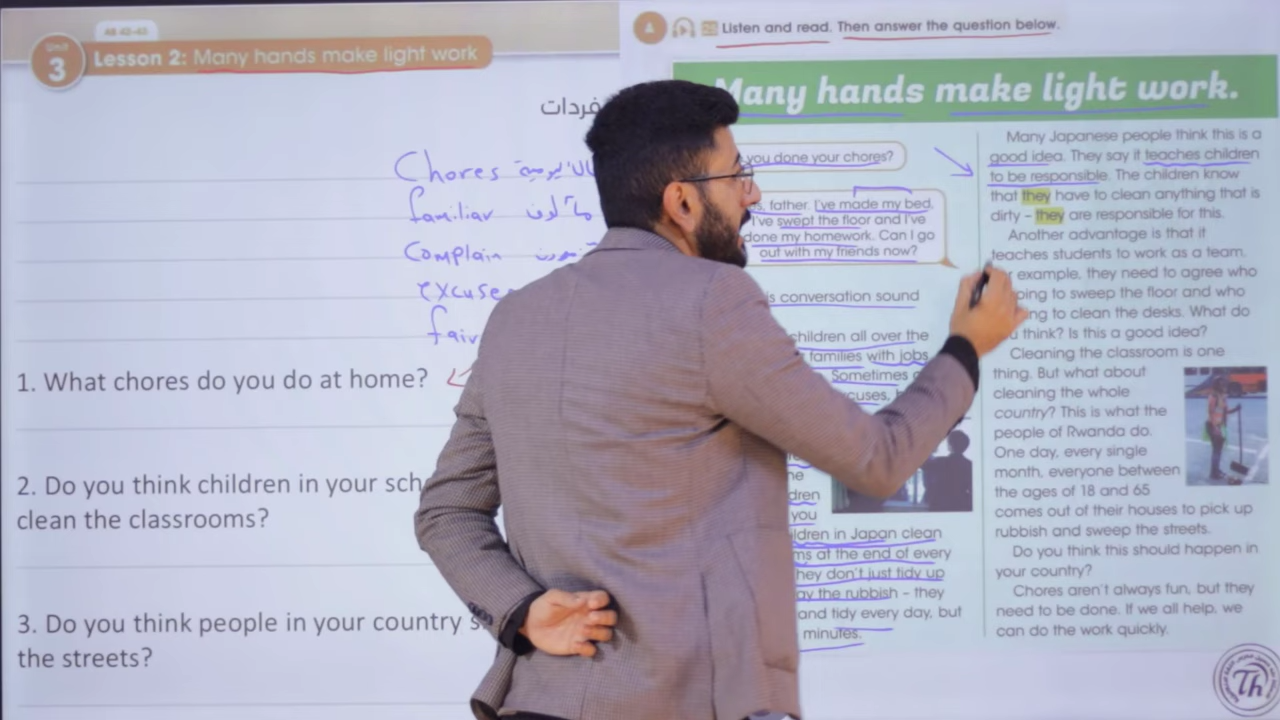 AB 42-43
Unit 3
Lesson 2: Many hands make light work
Chores
familiar
Complain
excuse
fair
1. What chores do you do at home?
2. Do you think children in your
clean the classrooms?
3. Do you think people in your country
the streets?
A
Listen and read. Then answer the question below.
Many hands make light work.
you done your chores?
father. I've made my bed,
I've swept the floor and I've
done my homework. Can I go
out with my friends now?
conversation sound
children all over the
families with jobs
Sometimes
you
children in Japan clean
at the end of every
they don't just tidy up
the rubbish – they
and tidy every day, but
minutes.
Many Japanese people think this is a
good idea. They say it teaches children
to be responsible. The children know
that they have to clean anything that is
dirty – they are responsible for this.
Another advantage is that it
teaches students to work as a team.
example, they need to agree who
to sweep the floor and who
to clean the desks. What do
think? Is this a good idea?
Cleaning the classroom is one
thing. But what about
cleaning the whole
country? This is what the
people of Rwanda do.
One day, every single
month, everyone between
the ages of 18 and 65
comes out of their houses to pick up
rubbish and sweep the streets.
Do you think this should happen in
your country?
Chores aren't always fun, but they
need to be done. If we all help, we
can do the work quickly.
Th